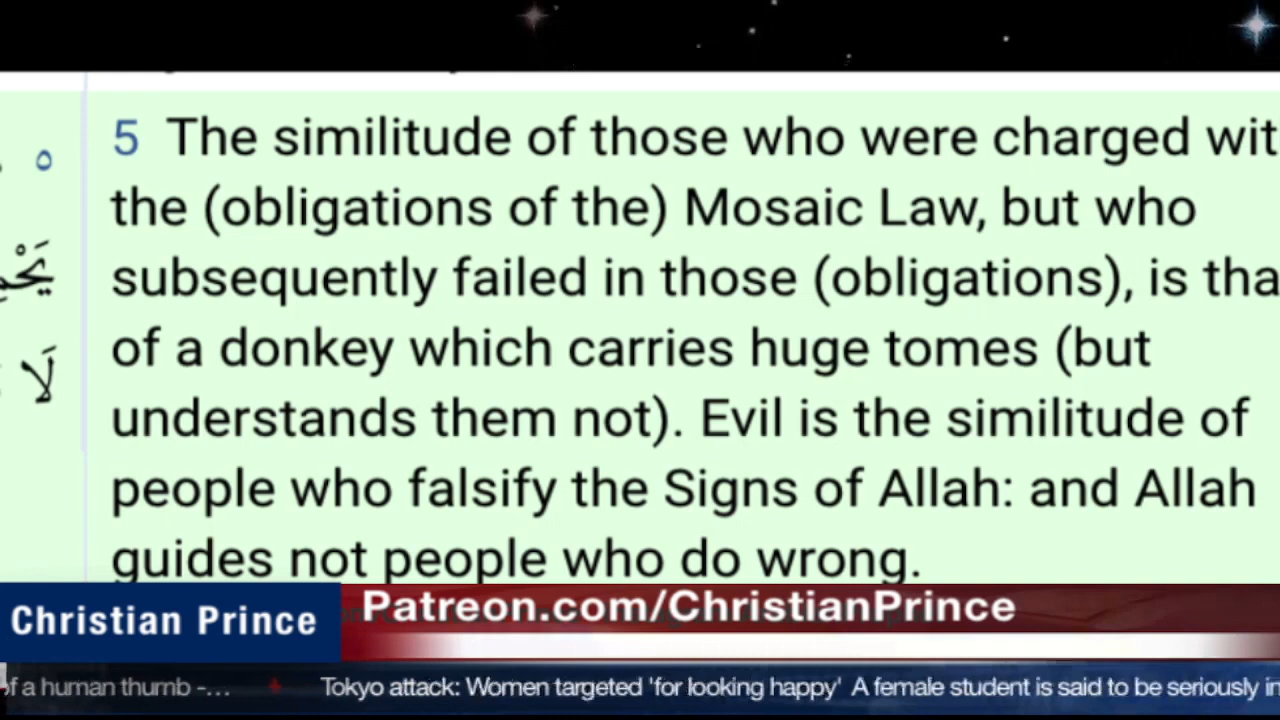 5 The similitude of those who were charged wit
the (obligations of the) Mosaic Law, but who
subsequently failed in those (obligations), is tha
of a donkey which carries huge tomes (but
understands them not). Evil is the similitude of
people who falsify the Signs of Allah: and Allah
guides not people who do wrong.
٥
لَا
Christian Prince
Patreon.com/ChristianPrince
of a human thumb -... Tokyo attack: Women targeted 'for looking happy' A female student is said to be seriously in